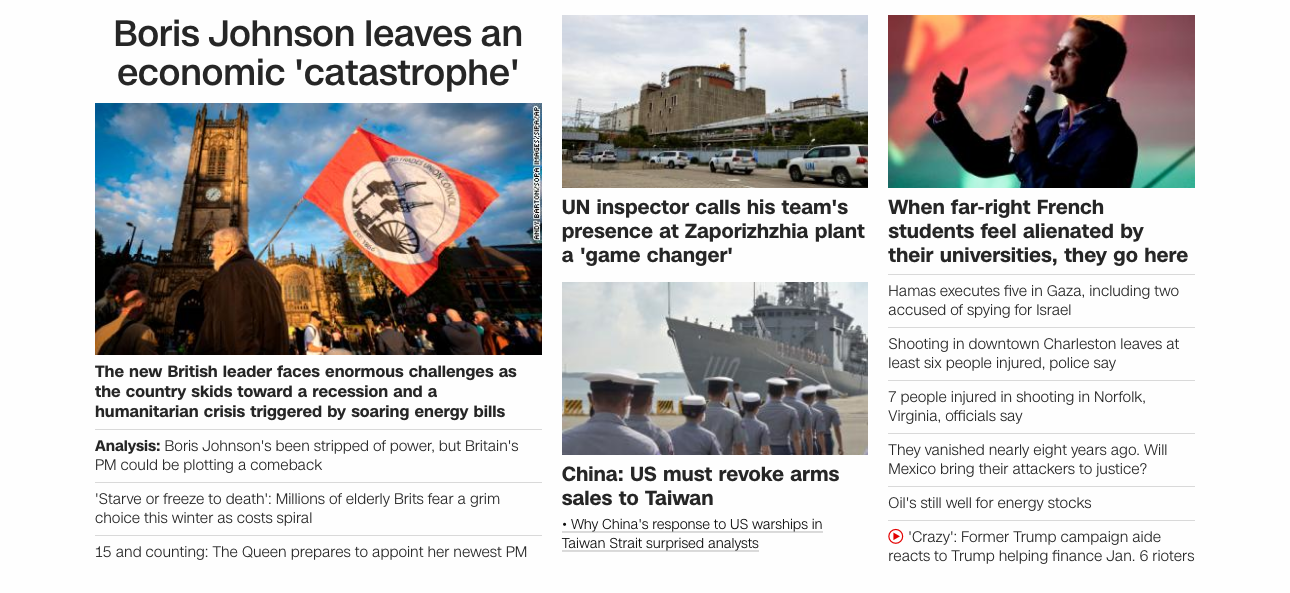 Boris Johnson leaves an
economic 'catastrophe'
ANDY BARTON/SOPA IMAGES/SIPA/AP
TRADES UNION COUNCIL
The new British leader faces enormous challenges as
the country skids toward a recession and a
humanitarian crisis triggered by soaring energy bills
Analysis: Boris Johnson's been stripped of power, but Britain's
PM could be plotting a comeback
'Starve or freeze to death': Millions of elderly Brits fear a grim
choice this winter as costs spiral
15 and counting: The Queen prepares to appoint her newest PM
1
UN
UN inspector calls his team's
presence at Zaporizhzhia plant
a 'game changer'
China: US must revoke arms
sales to Taiwan
• Why China's response to US warships in
Taiwan Strait surprised analysts
When far-right French
students feel alienated by
their universities, they go here
Hamas executes five in Gaza, including two
accused of spying for Israel
Shooting in downtown Charleston leaves at
least six people injured, police say
7 people injured in shooting in Norfolk,
Virginia, officials say
They vanished nearly eight years ago. Will
Mexico bring their attackers to justice?
Oil's still well for energy stocks
'Crazy': Former Trump campaign aide
reacts to Trump helping finance Jan. 6 rioters